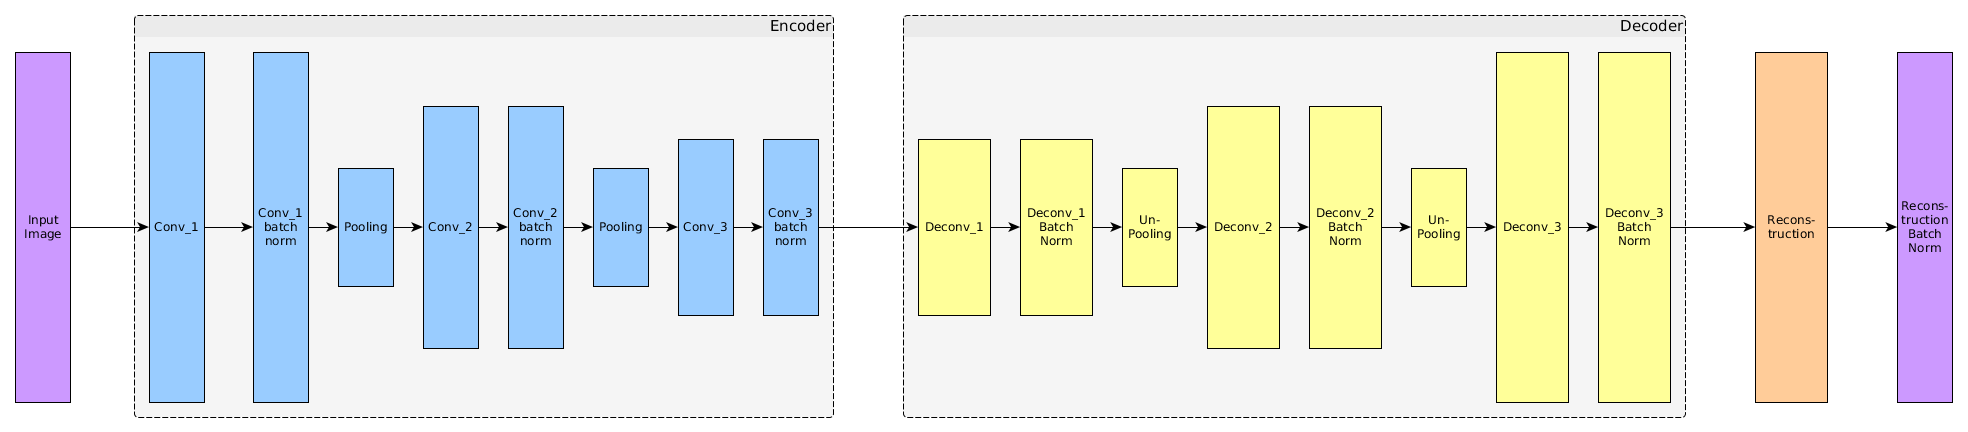 Encoder
Decoder
Input
Image
Conv_1
Conv_1
batch
norm
Pooling
Conv_2
Conv_2
batch
norm
Pooling
Conv_3
Conv_3
batch
norm
Deconv_1
Deconv_1
Batch
Norm
Un-
Pooling
Deconv_2
Deconv_2
Batch
Norm
Un-
Pooling
Deconv_3
Deconv_3
Batch
Norm
Recons-
truction
Recons-
truction
Batch
Norm